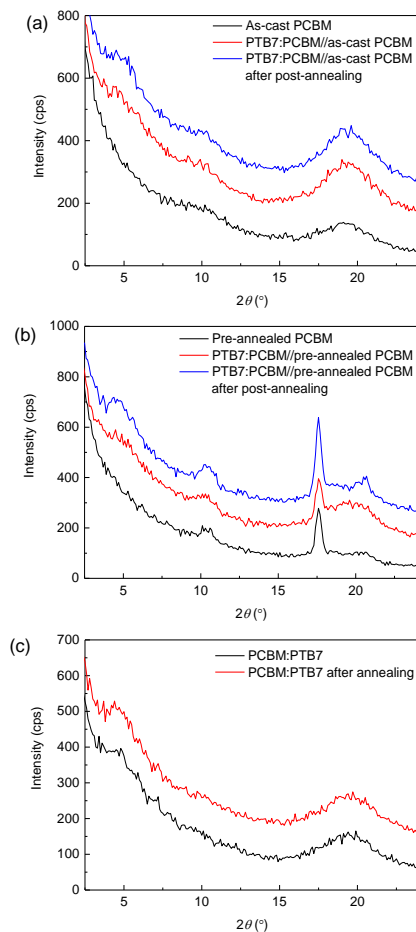 (a)
As-cast PCBM
PTB7:PCBM//as-cast PCBM
PTB7:PCBM//as-cast PCBM
after post-annealing
800
600
400
200
0
Intensity (cps)
5 10 15 20
2θ (°)
(b)
Pre-annealed PCBM
PTB7:PCBM//pre-annealed PCBM
PTB7:PCBM//pre-annealed PCBM
after post-annealing
1000
800
600
400
200
0
Intensity (cps)
5 10 15 20
2θ (°)
(c)
PCBM:PTB7
PCBM:PTB7 after annealing
700
600
500
400
300
200
100
0
Intensity (cps)
5 10 15 20
2θ (°)